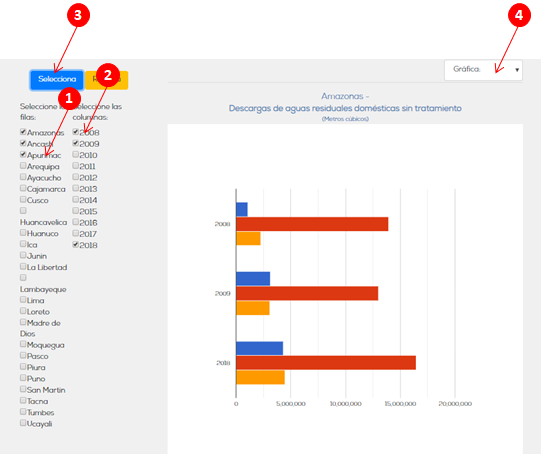 3
2
4
1
Selecciona
Gráfica:
Seleccione
filas:
eccione las
columnas:
Amazonas
Ancash
Apurimac
Arequipa
Ayacucho
Cajamarca
Cusco
Huancavelica
Huanuco
Ica
Junin
La Libertad
Lambayeque
Lima
Loreto
Madre de
Dios
Moquegua
Pasco
Piura
Puno
San Martin
Tacna
Tumbes
Ucayali
2008
2009
2010
2011
2012
2013
2014
2015
2016
2017
2018
Amazonas -
Descargas de aguas residuales domésticas sin tratamiento
(Metros cúbicos)
2008
2009
2018
0
5,000,000
10,000,000
15,000,000
20,000,000